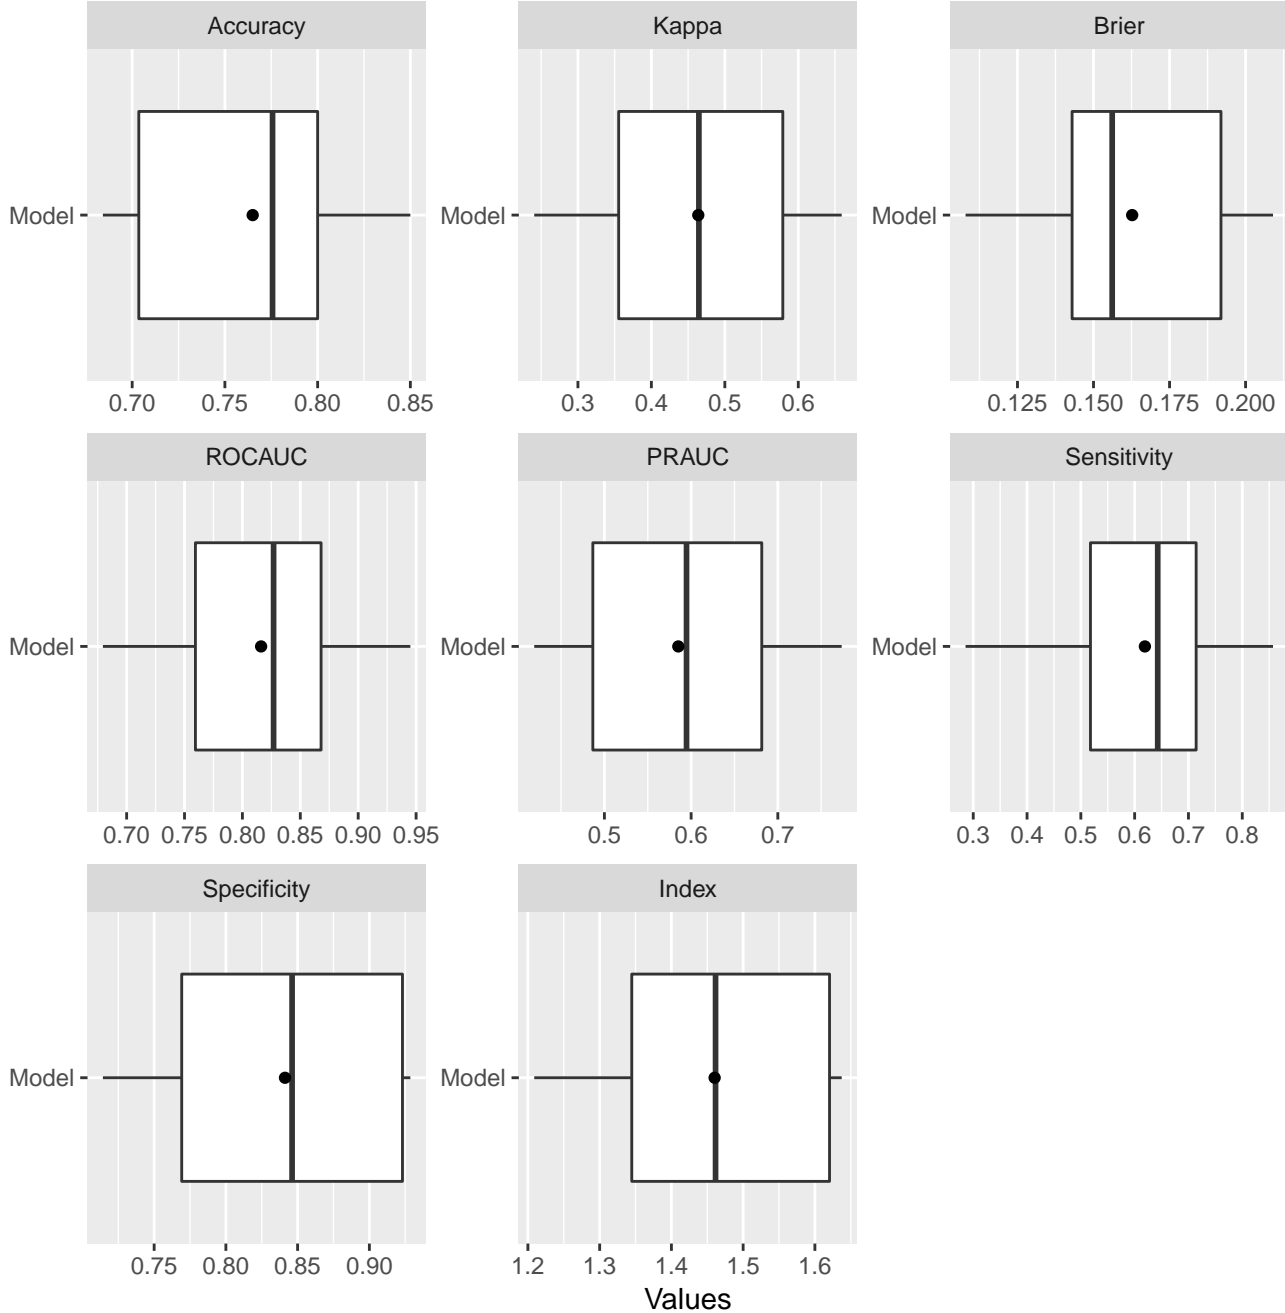 Accuracy
Kappa
Brier
Model
Model
Model
0.70 0.75 0.80 0.85
0.3 0.4 0.5 0.6
0.125 0.150 0.175 0.200
ROCAUC
PRAUC
Sensitivity
Model
Model
Model
0.70 0.75 0.80 0.85 0.90 0.95
0.5 0.6 0.7
0.3 0.4 0.5 0.6 0.7 0.8
Specificity
Index
Model
Model
0.75 0.80 0.85 0.90
1.2 1.3 1.4 1.5 1.6
Values